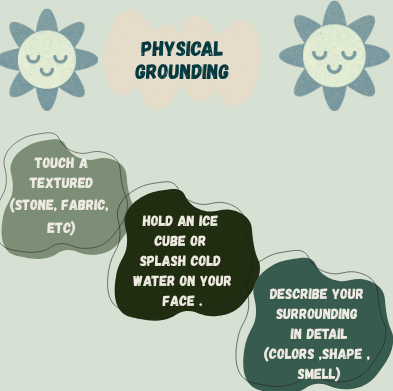 PHYSICAL
GROUNDING
TOUCH A
TEXTURED
(STONE, FABRIC,
ETC)
HOLD AN ICE
CUBE OR
SPLASH COLD
WATER ON YOUR
FACE .
DESCRIBE YOUR
SURROUNDING
IN DETAIL
(COLORS ,SHAPE ,
SMELL)